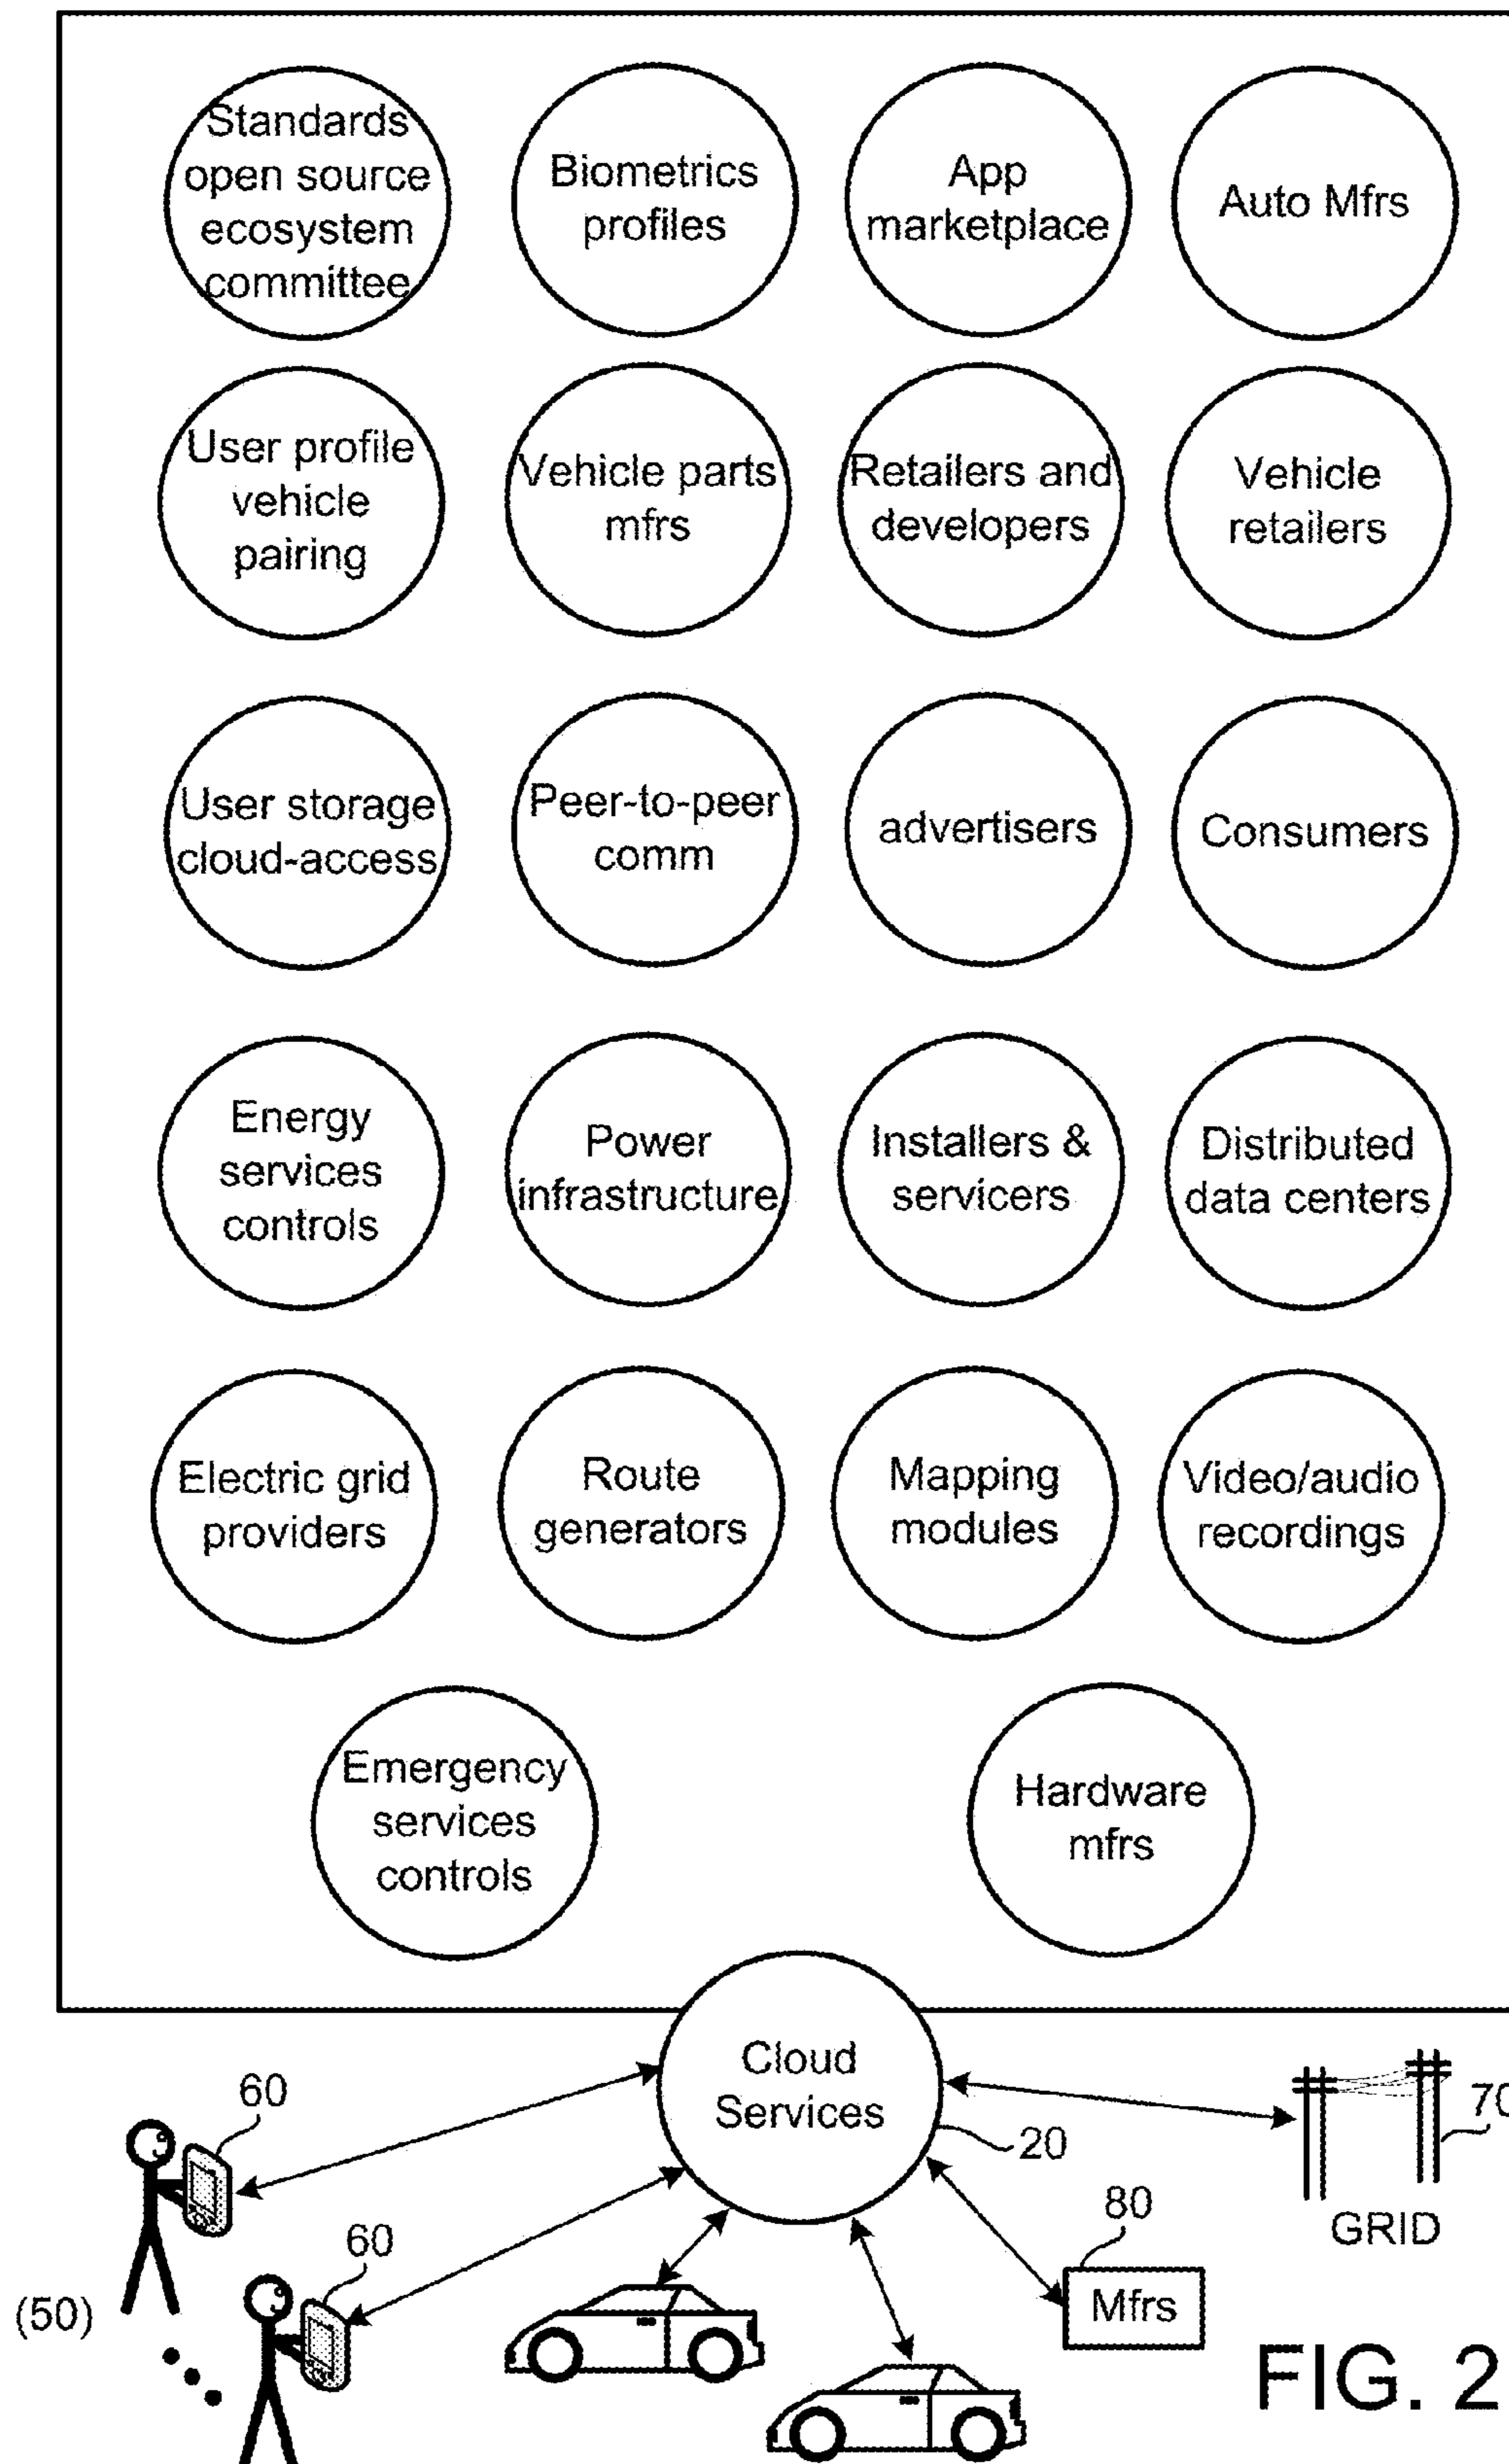 Standards
open source
ecosystem
committee
Biometrics
profiles
App
marketplace
Auto Mfrs
User profile
vehicle
pairing
Vehicle parts
mfrs
Retailers and
developers
Vehicle
retailers
User storage
cloud-access
Peer-to-peer
comm
advertisers
Consumers
Energy
services
controls
Power
infrastructure
Installers &
servicers
Distributed
data centers
Electric grid
providers
Route
generators
Mapping
modules
Video/audio
recordings
Emergency
services
controls
Hardware
mfrs
Cloud
Services
20
60
60
(50)
70
GRID
80
Mfrs
FIG. 2